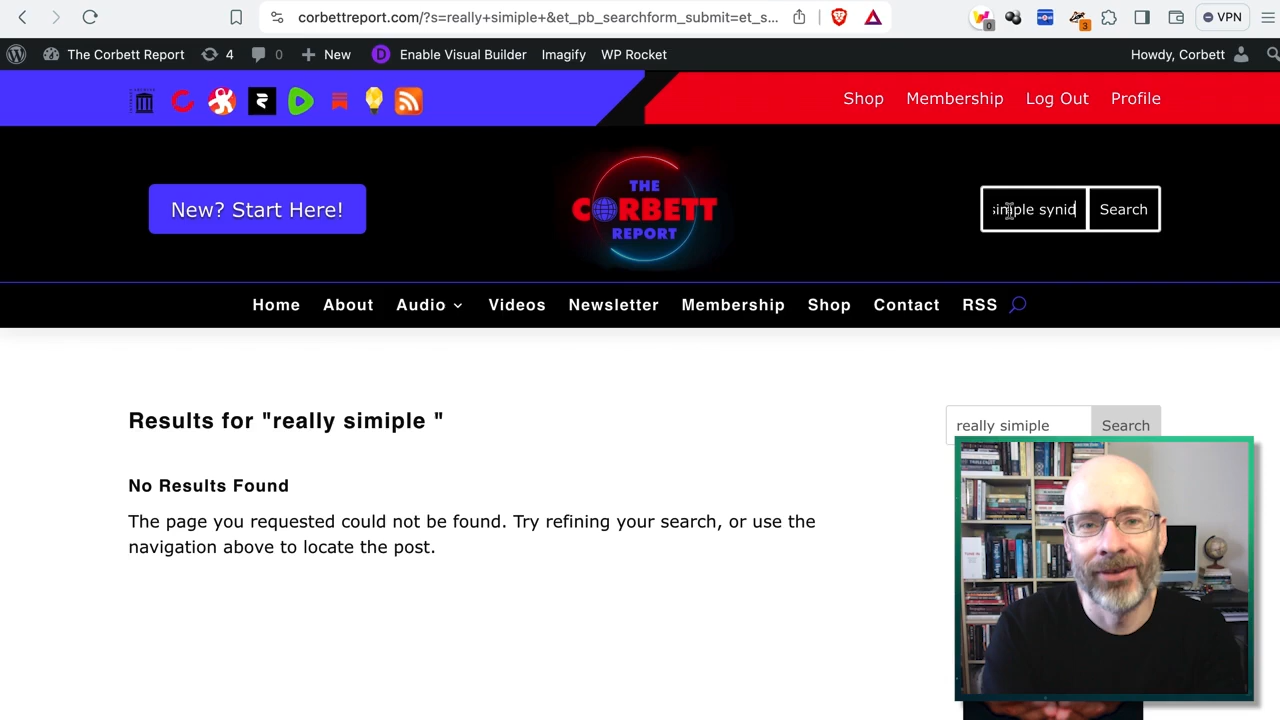 corbettreport.com/?s=really+simiple+&et_pb_searchform_submit=et_s...
0
3
VPN
The Corbett Report
4
0
New
D
Enable Visual Builder
Imagify
WP Rocket
Howdy, Corbett
Shop
Membership
Log Out
Profile
New? Start Here!
THE
CORBETT
REPORT
simple synid
Search
Home
About
Audio
Videos
Newsletter
Membership
Shop
Contact
RSS
Results for "really simiple "
really simiple
Search
No Results Found
The page you requested could not be found. Try refining your search, or use the
navigation above to locate the post.